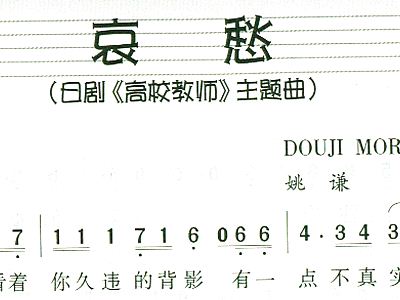 哀 愁
(日剧《高校教师》主题曲)
DOUJI MOR
姚 谦
7 | 1 1 1 7 1 6 0 6 6 | 4 · 3 4 3
着 你久违 的背影 有一 点不真实